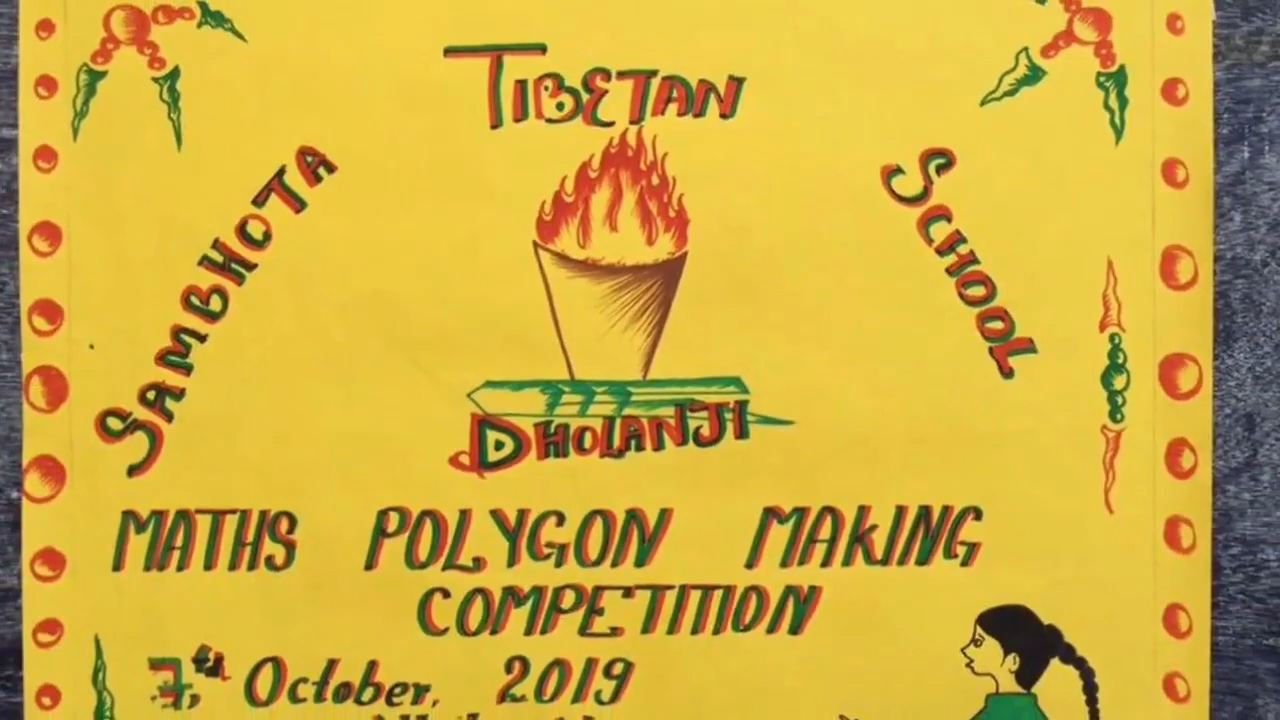 SAMBHOTA TIBETAN SCHOOL
DHOLANJI
MATHS POLYGON MAKING
COMPETITION
7th October, 2019